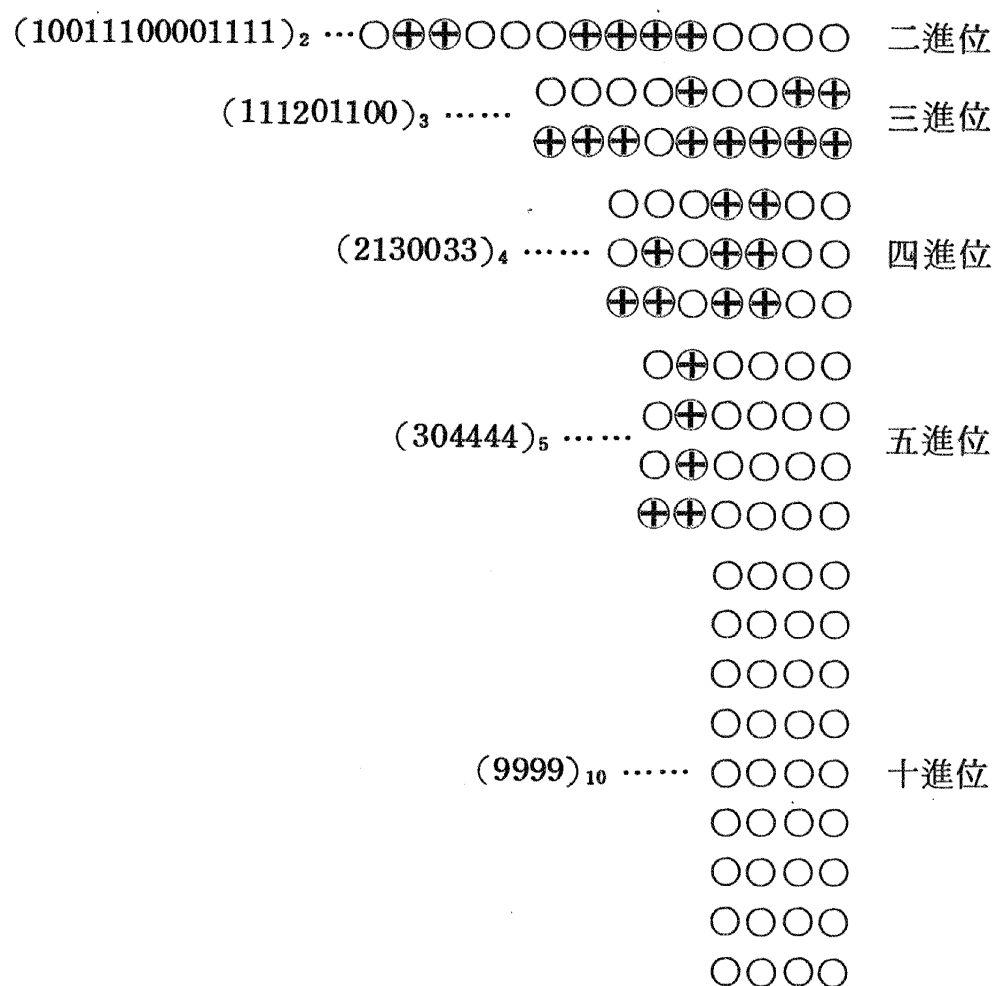 (10011100001111)₂ … 二進位
(111201100)₃ …… 三進位
(2130033)₄ …… 四進位
(304444)₅ …… 五進位
(9999)₁₀ …… 十進位